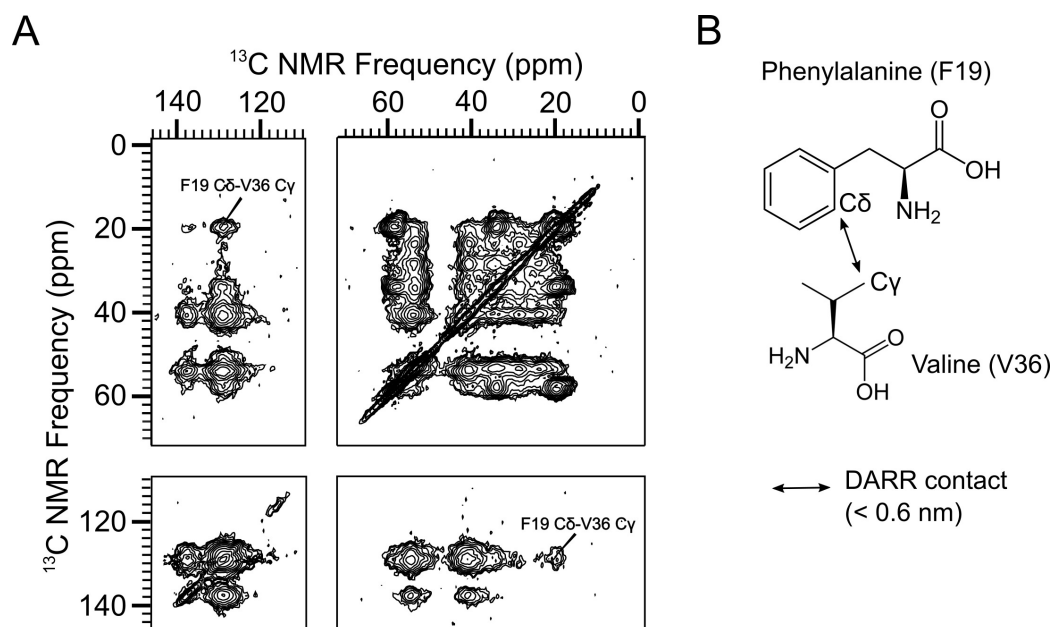 A
¹³C NMR Frequency (ppm)
140 120 60 40 20 0
0
20
40
60
120
140
¹³C NMR Frequency (ppm)
F19 Cδ-V36 Cγ
F19 Cδ-V36 Cγ
B
Phenylalanine (F19)
O
OH
Cδ
NH₂
Cγ
H₂N
O
OH
Valine (V36)
DARR contact
(< 0.6 nm)